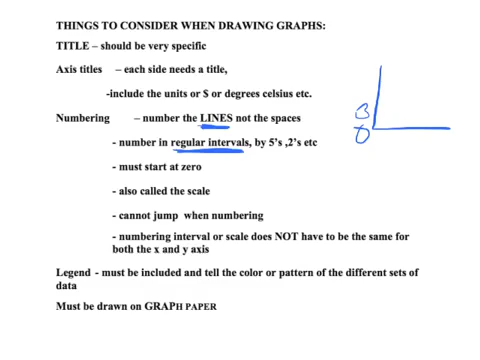 THINGS TO CONSIDER WHEN DRAWING GRAPHS:
TITLE – should be very specific
Axis titles – each side needs a title,
-include the units or $ or degrees celsius etc.
Numbering – number the LINES not the spaces
- number in regular intervals, by 5's ,2's etc
- must start at zero
- also called the scale
- cannot jump when numbering
- numbering interval or scale does NOT have to be the same for
both the x and y axis
Legend - must be included and tell the color or pattern of the different sets of
data
Must be drawn on GRAPH PAPER